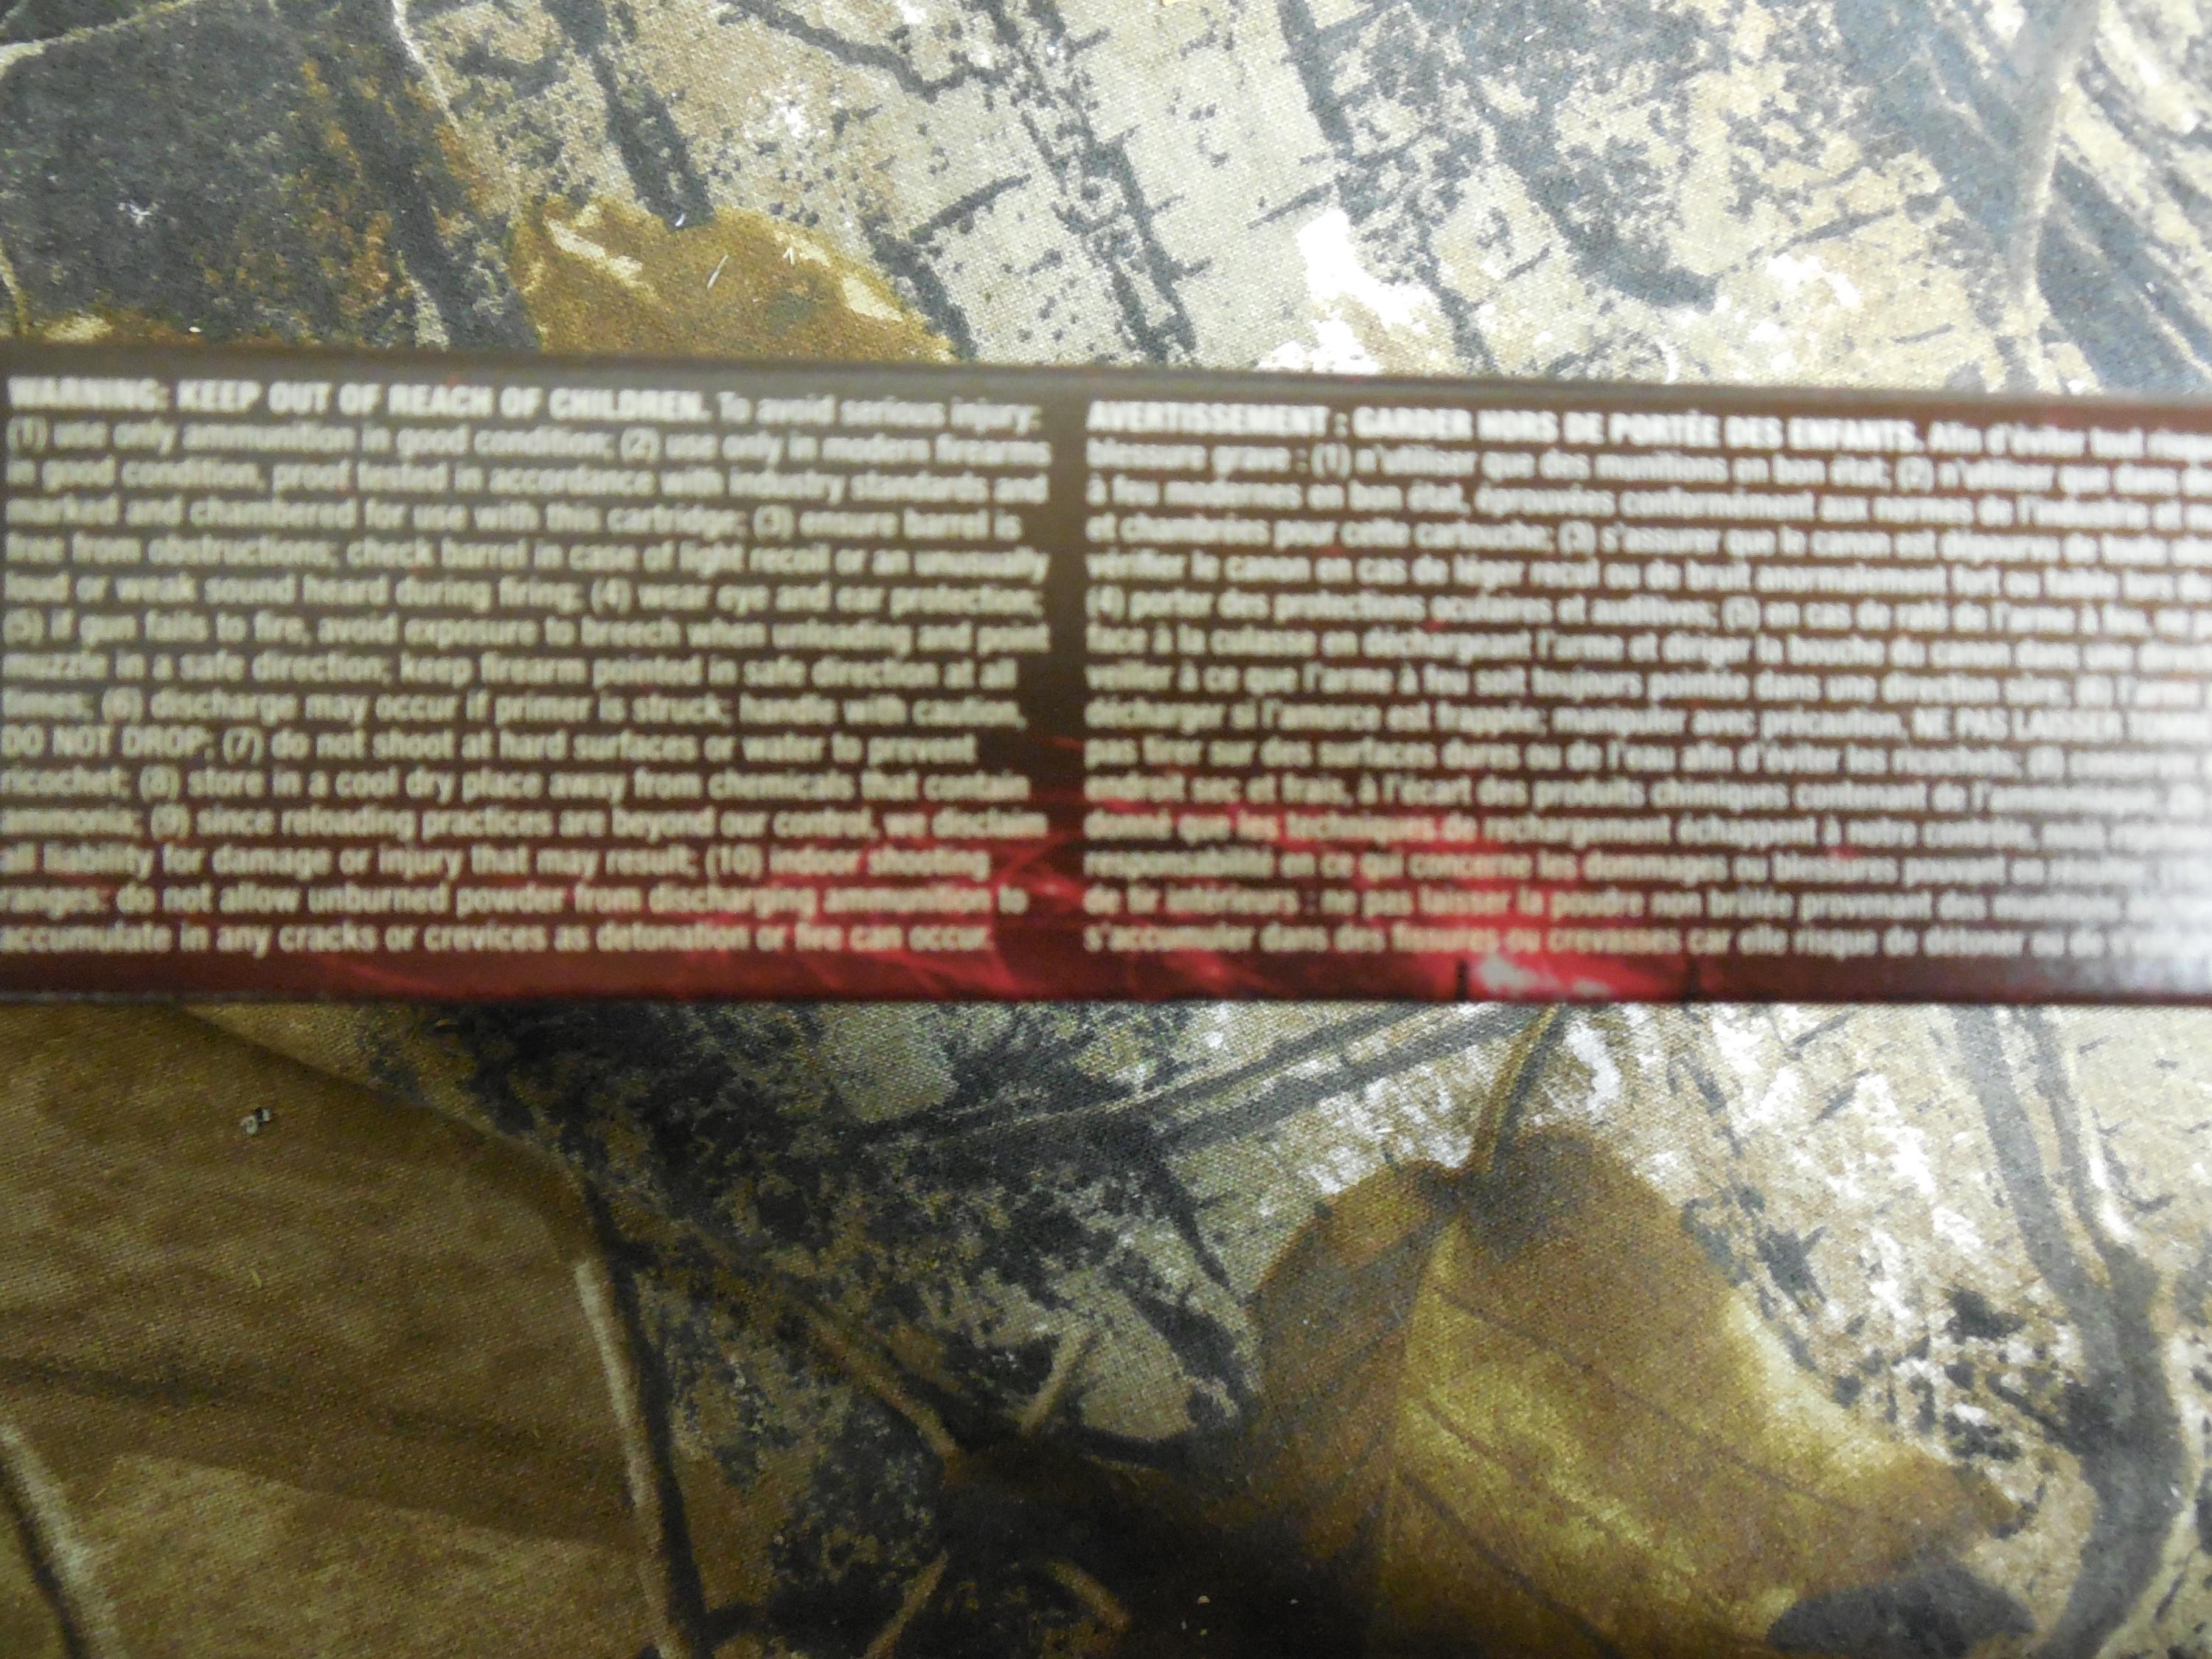 WARNING: KEEP OUT OF REACH OF CHILDREN. To avoid serious injury:
(1) use only ammunition in good condition; (2) use only in modern firearms
in good condition, proof tested in accordance with industry standards and
marked and chambered for use with this cartridge; (3) ensure barrel is
free from obstructions; check barrel in case of light recoil or an unusually
loud or weak sound heard during firing; (4) wear eye and ear protection;
(5) if gun fails to fire, avoid exposure to breech when unloading and point
muzzle in a safe direction; keep firearm pointed in safe direction at all
times; (6) discharge may occur if primer is struck; handle with caution,
DO NOT DROP; (7) do not shoot at hard surfaces or water to prevent
ricochet; (8) store in a cool dry place away from chemicals that contain
ammonia; (9) since reloading practices are beyond our control, we disclaim
all liability for damage or injury that may result; (10) indoor shooting
ranges: do not allow unburned powder from discharging ammunition to
accumulate in any cracks or crevices as detonation or fire can occur.
AVERTISSEMENT : GARDER HORS DE PORTÉE DES ENFANTS. Afin d'éviter tout
blessure grave : (1) n'utiliser que des munitions en bon état; (2) n'utiliser que dans
à feu modernes en bon état, éprouvées conformément aux normes de l'industrie et
et chambrées pour cette cartouche; (3) s'assurer que le canon est dépourvu de toute
vérifier le canon en cas de léger recul ou de bruit anormalement fort ou faible lors de
(4) porter des protections oculaires et auditives; (5) en cas de raté de l'arme à feu,
face à la culasse en déchargeant l'arme et diriger la bouche du canon dans une
veiller à ce que l'arme à feu soit toujours pointée dans une direction sûre; (6) l'arme
décharger si l'amorce est frappée; manipuler avec précaution, NE PAS LAISSER
pas tirer sur des surfaces dures ou de l'eau afin d'éviter les ricochets;
endroit sec et frais, à l'écart des produits chimiques contenant de l'ammoniaque;
donné que les techniques de rechargement échappent à notre contrôle, nous
responsabilité en ce qui concerne les dommages ou blessures pouvant en
de tir intérieurs : ne pas laisser la poudre non brûlée provenant des
s'accumuler dans des fissures ou crevasses car elle risque de détoner ou de